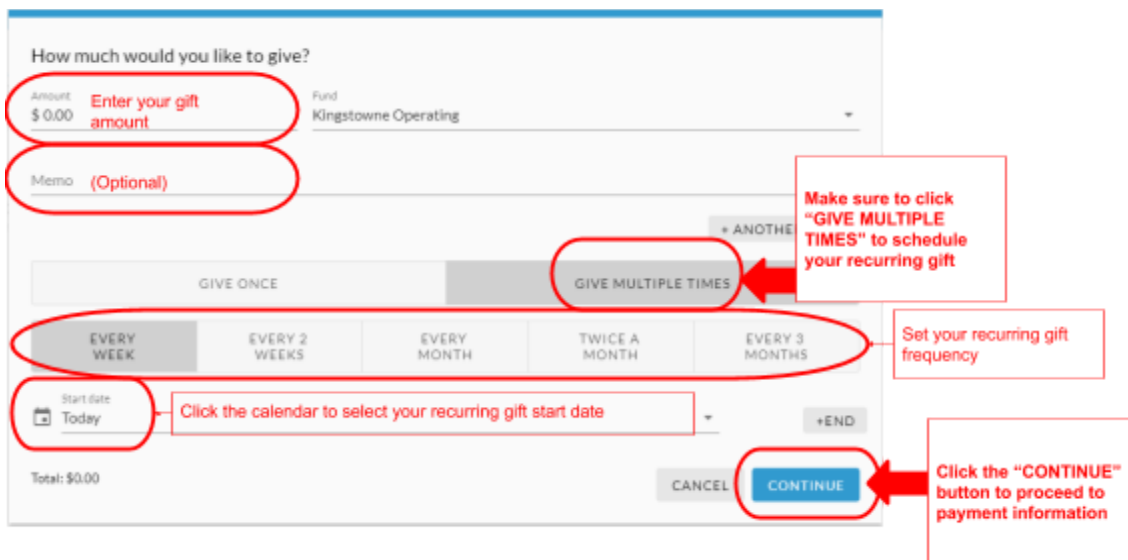 How much would you like to give?
Amount
$ 0.00
Enter your gift
amount
Fund
Kingstowne Operating
Memo
(Optional)
+ ANOTHE
Make sure to click
“GIVE MULTIPLE
TIMES” to schedule
your recurring gift
GIVE ONCE
GIVE MULTIPLE TIMES
EVERY
WEEK
EVERY 2
WEEKS
EVERY
MONTH
TWICE A
MONTH
EVERY 3
MONTHS
Set your recurring gift
frequency
Start date
Today
Click the calendar to select your recurring gift start date
+END
Total: $0.00
CANCEL
CONTINUE
Click the “CONTINUE”
button to proceed to
payment information